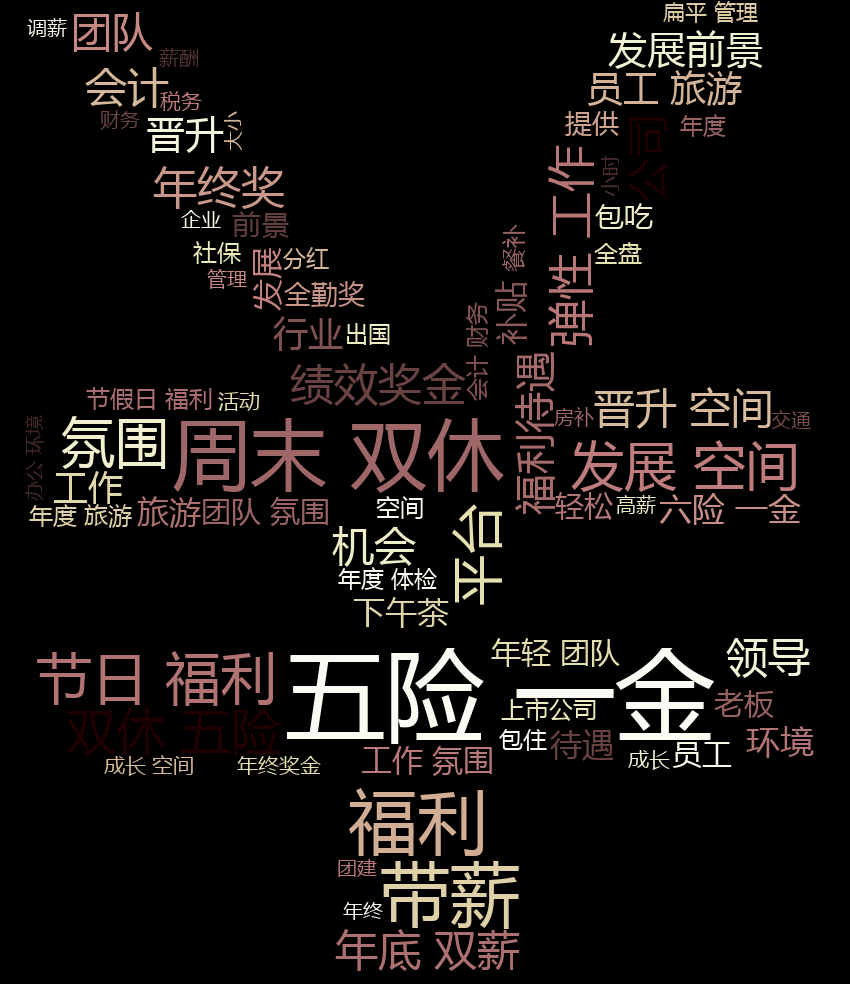 扁平 管理
调薪
团队
发展前景
薪酬
会计
员工 旅游
税务
财务
晋升
大小
提供
公司
年度
年终奖
工作
小时
企业
前景
包吃
社保
分红
餐补
全盘
管理
发展
全勤奖
补贴
弹性
行业
出国
财务
绩效奖金
会计
福利待遇
节假日 福利
活动
房补
晋升 空间
交通
办公 环境
氛围
周末 双休
发展 空间
工作
年度 旅游
旅游
团队 氛围
空间
轻松
高薪
六险 一金
机会
平台
年度 体检
下午茶
节日 福利
五险 一金
年轻 团队
领导
双休 五险
上市公司
老板
包住
待遇
环境
成长 空间
年终奖金
工作 氛围
成长
员工
福利
团建
带薪
年终
年底 双薪